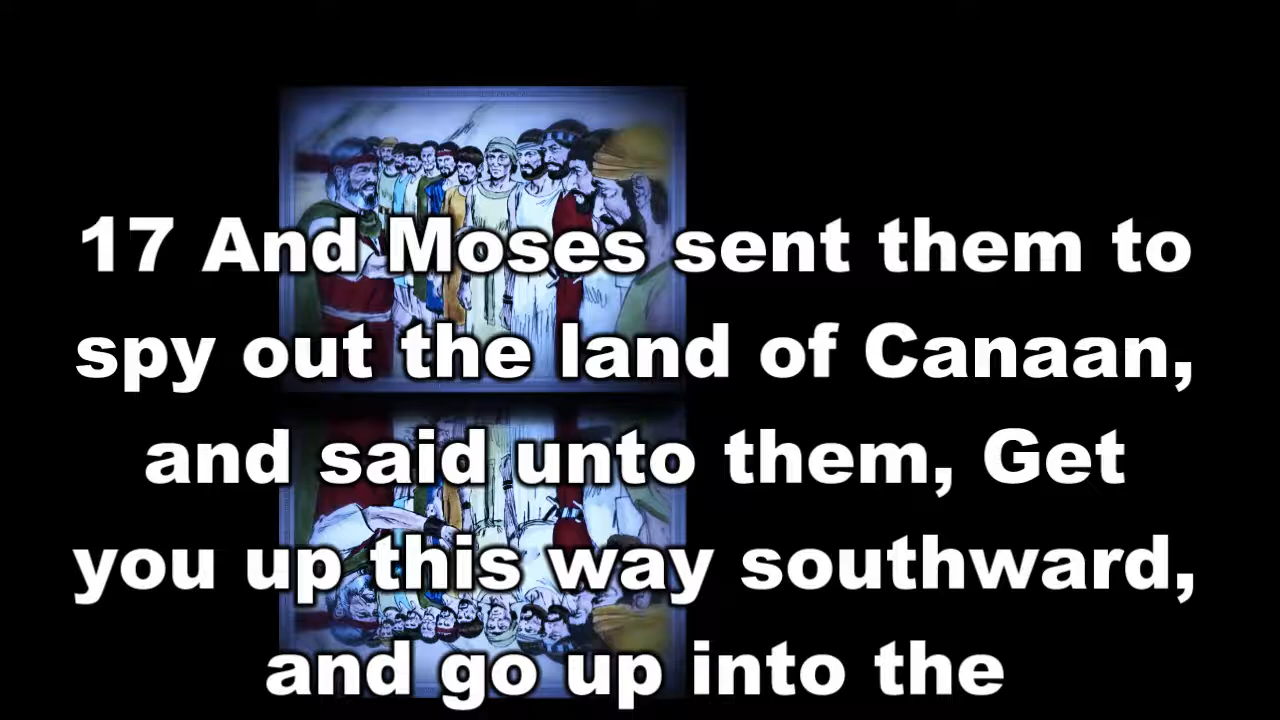 17 And Moses sent them to
spy out the land of Canaan,
and said unto them, Get
you up this way southward,
and go up into the